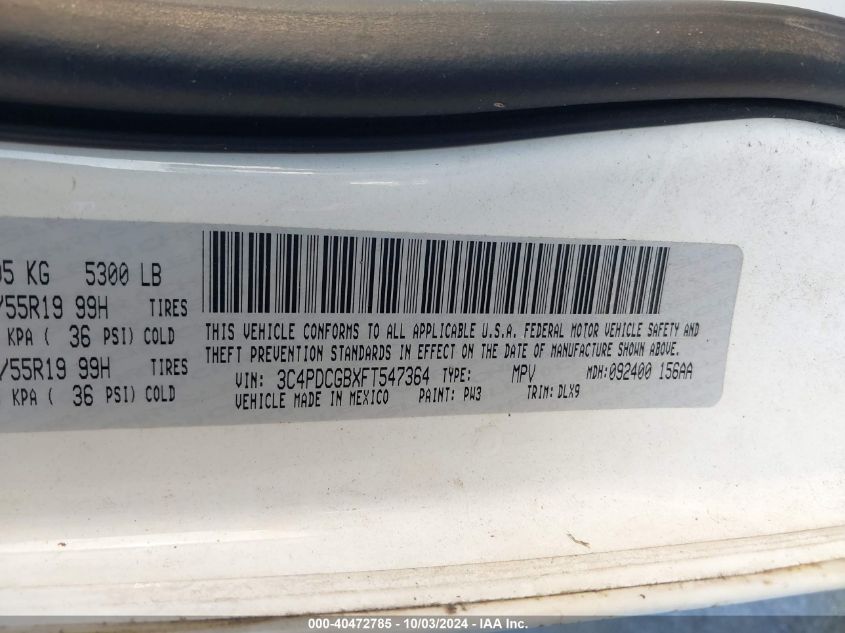 5 KG 5300 LB
/55R19 99H TIRES
KPA ( 36 PSI) COLD
/55R19 99H TIRES
KPA ( 36 PSI) COLD
THIS VEHICLE CONFORMS TO ALL APPLICABLE U.S.A. FEDERAL MOTOR VEHICLE SAFETY AND
THEFT PREVENTION STANDARDS IN EFFECT ON THE DATE OF MANUFACTURE SHOWN ABOVE.
VIN: 3C4PDCGBXFT547364 TYPE: MPV MDH:092400 156AA
VEHICLE MADE IN MEXICO PAINT: PW3 TRIM: DLX9
000-40472785 - 10/03/2024 - IAA Inc.